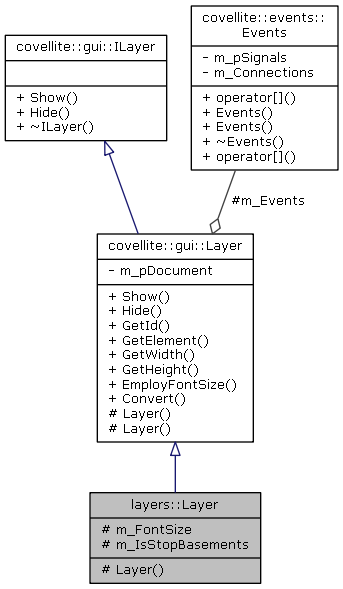 covellite::events::
Events
- m_pSignals
- m_Connections
+ operator[]()
+ Events()
+ Events()
+ ~Events()
+ operator[]()
covellite::gui::ILayer
+ Show()
+ Hide()
+ ~ILayer()
#m_Events
covellite::gui::Layer
- m_pDocument
+ Show()
+ Hide()
+ GetId()
+ GetElement()
+ GetWidth()
+ GetHeight()
+ EmployFontSize()
+ Convert()
# Layer()
# Layer()
layers::Layer
# m_FontSize
# m_IsStopBasements
# Layer()